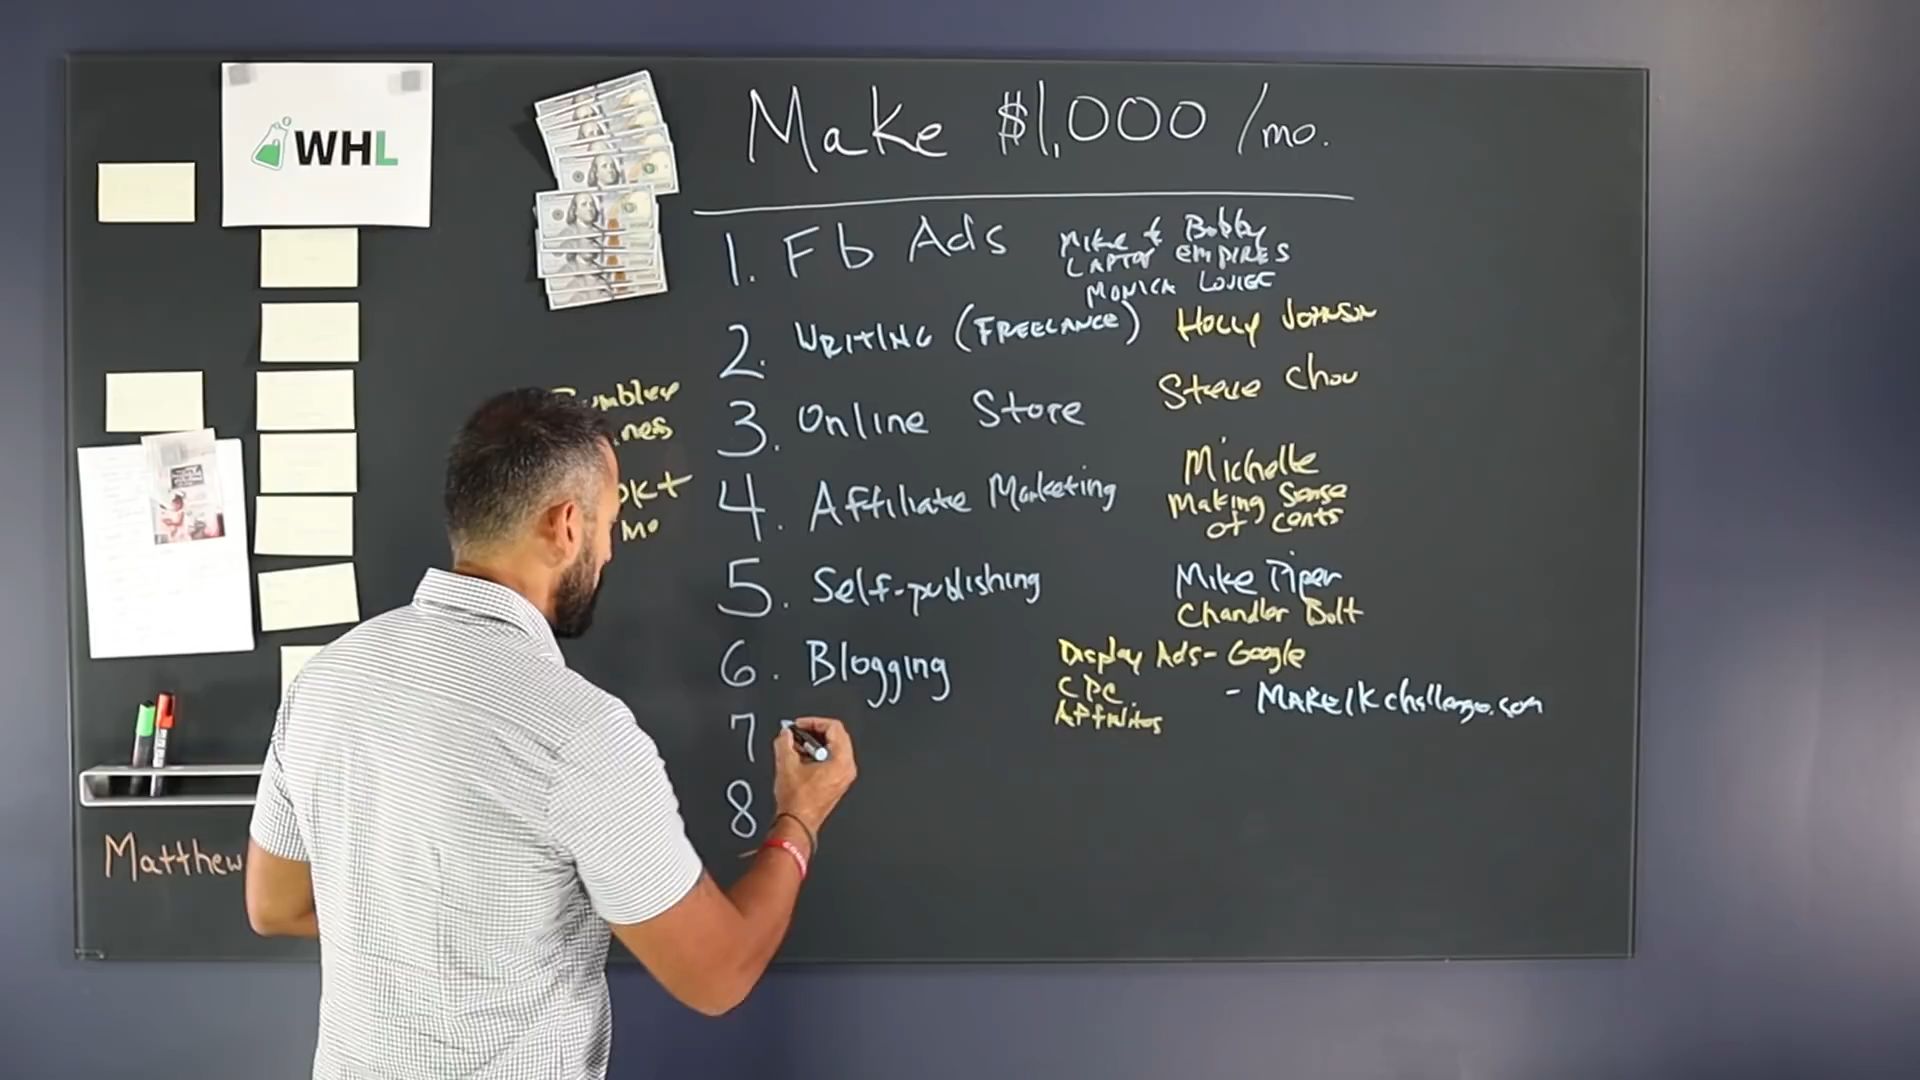 WHL
Make $1,000 /mo.
1. Fb Ads
Mike & Bobby
LAPTOP EMPIRES
MONICA LOUIE
2. WRITING (FREELANCE)
HOLLY JOHNSON
3. Online Store
Steve Chou
4. Affiliate Marketing
Michelle
Making Sense
of Cents
5. Self-publishing
Mike Piper
Chandler Bolt
6. Blogging
Display Ads - Google
CPC
Affiliates
- MAKE1Kchallenge.com
7
8
Matthew